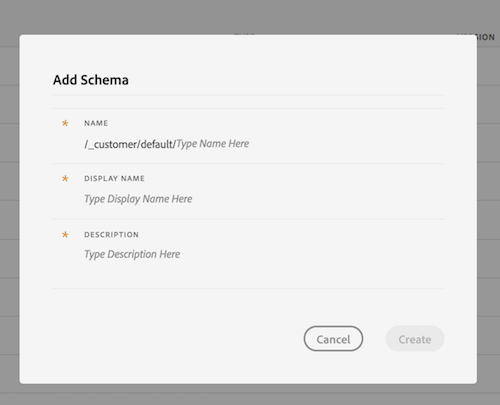 Add Schema
* NAME
/_customer/default/Type Name Here
* DISPLAY NAME
Type Display Name Here
* DESCRIPTION
Type Description Here
Cancel
Create